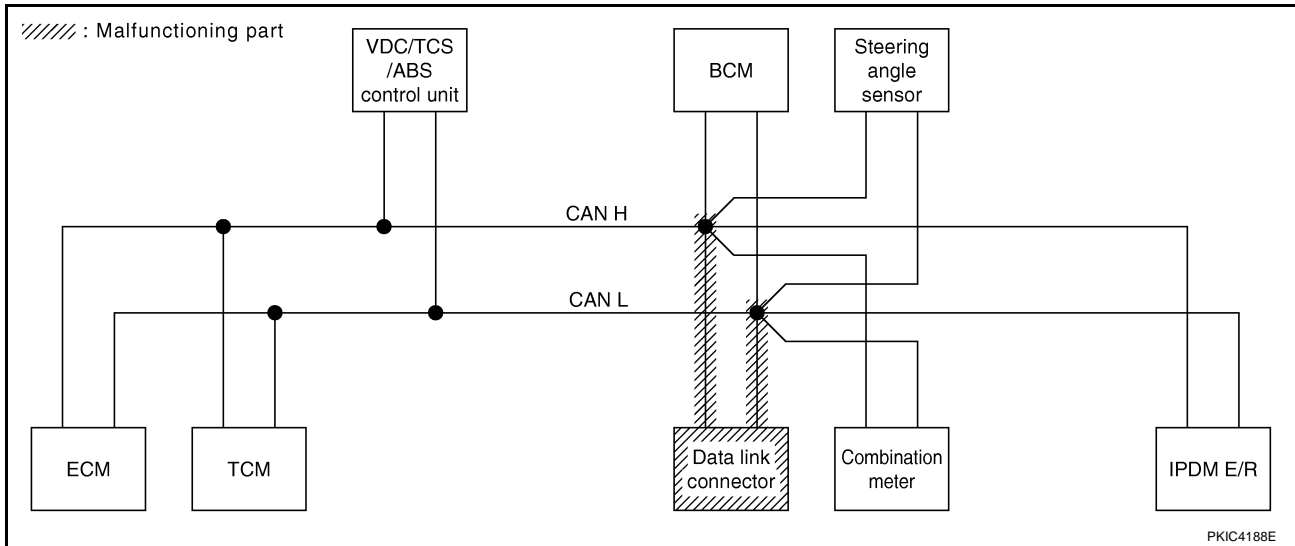 : Malfunctioning part
VDC/TCS
/ABS
control unit
BCM
Steering
angle
sensor
CAN H
CAN L
ECM
TCM
Data link
connector
Combination
meter
IPDM E/R
PKIC4188E